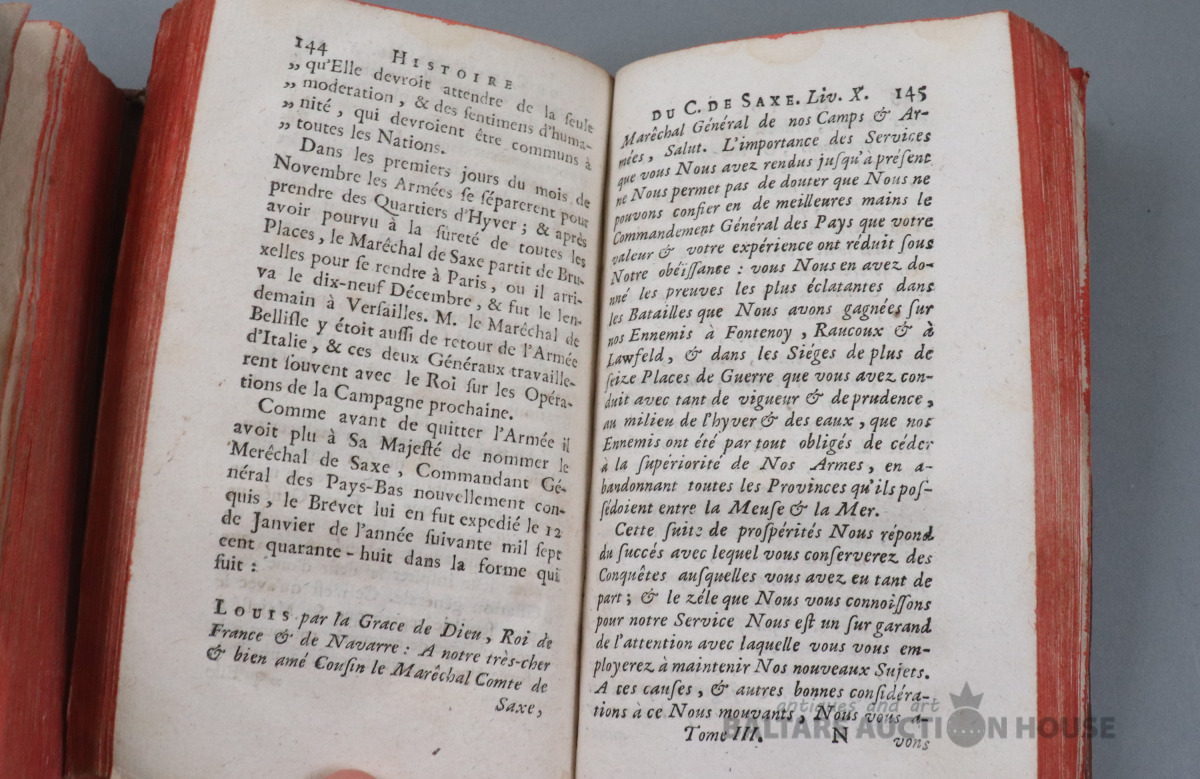 144 HISTOIRE
„ qu'Elle devroit attendre de la seule
„ moderation, & des sentimens d'huma-
„ nité, qui devroient être communs à
„ toutes les Nations.
Dans les premiers jours du mois de
Novembre les Armées se séparerent pour
prendre des Quartiers d'Hyver; & après
avoir pourvu à la sûreté de toutes les
Places, le Maréchal de Saxe partit de Bru-
xelles pour se rendre à Paris, ou il arri-
va le dix-neuf Décembre, & fut le len-
demain à Versailles. M. le Maréchal de
Bellisle y étoit aussi de retour de l'Armée
d'Italie, & ces deux Généraux travaille-
rent souvent avec le Roi sur les Opéra-
tions de la Campagne prochaine.
Comme avant de quitter l'Armée il
avoit plu à Sa Majesté de nommer le
Meréchal de Saxe, Commandant Gé-
néral des Pays-Bas nouvellement con-
quis, le Brévet lui en fut expedié le 12
de Janvier de l'année suivante mil sept
cent quarante-huit dans la forme qui
suit :
LOUIS par la Grace de Dieu, Roi de
France & de Navarre : A notre très-cher
& bien amé Cousin le Marêchal Comte de
Saxe,
DU C. DE SAXE. Liv. X. 145
Marêchal Général de nos Camps & Ar-
mées, Salut. L'importance des Services
que vous Nous avez rendus jusqu'à présent
ne Nous permet pas de douter que Nous ne
pouvons confier en de meilleures mains le
Commandement Général des Pays que votre
valeur & votre expérience ont réduit sous
Notre obéissance : vous Nous en avez do-
nné les preuves les plus éclatantes dans
les Batailles que Nous avons gagnées sur
nos Ennemis à Fontenoy, Raucoux & à
Lawfeld, & dans les Siéges de plus de
seize Places de Guerre que vous avez con-
duit avec tant de vigueur & de prudence,
au milieu de l'hyver & des eaux, que nos
Ennemis ont été par tout obligés de céder
à la supériorité de Nos Armes, en a-
bandonnant toutes les Provinces qu'ils pos-
sédoient entre la Meuse & la Mer.
Cette suite de prospérités Nous répond
du succés avec lequel vous conserverez des
Conquêtes ausquelles vous avez eu tant de
part; & le zéle que Nous vous connoissons
pour notre Service Nous est un sur garand
de l'attention avec laquelle vous vous em-
ployerez à maintenir Nos nouveaux Sujets.
A ces causes, & autres bonnes considéra-
tions à ce Nous mouvants, Nous vous a-
Tome III. N vons
antiques and art
BALTARS AUCTION HOUSE